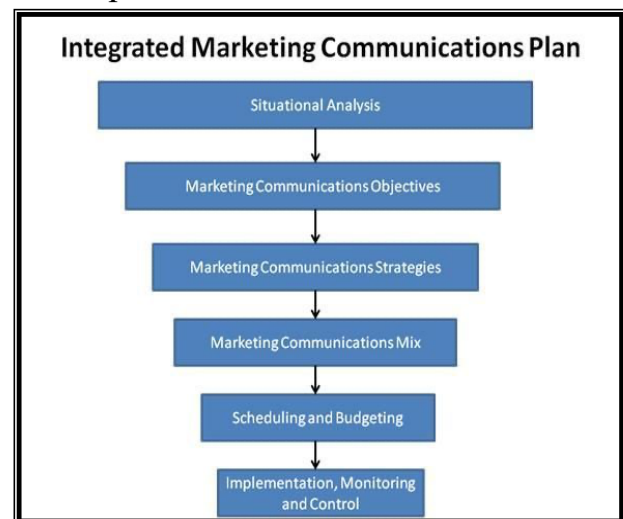 Integrated Marketing Communications Plan
Situational Analysis
Marketing Communications Objectives
Marketing Communications Strategies
Marketing Communications Mix
Scheduling and Budgeting
Implementation, Monitoring
and Control